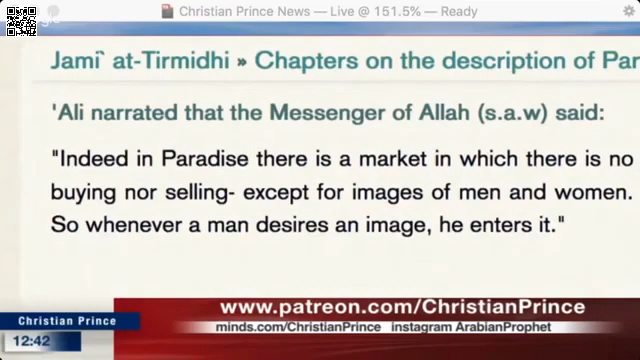 Christian Prince News — Live @ 151.5% — Ready
Jami` at-Tirmidhi » Chapters on the description of Par
'Ali narrated that the Messenger of Allah (s.a.w) said:
"Indeed in Paradise there is a market in which there is no
buying nor selling- except for images of men and women.
So whenever a man desires an image, he enters it."
www.patreon.com/ChristianPrince
Christian Prince
minds.com/ChristianPrince instagram ArabianProphet
12:42